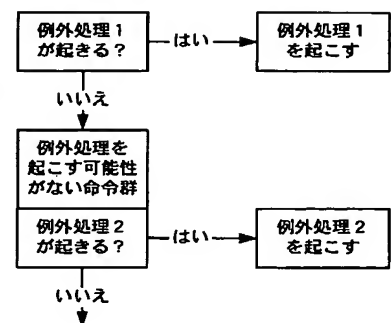 例外処理1
が起きる?
はい
例外処理1
を起こす
いいえ
例外処理を
起こす可能性
がない命令群
例外処理2
が起きる?
はい
例外処理2
を起こす
いいえ